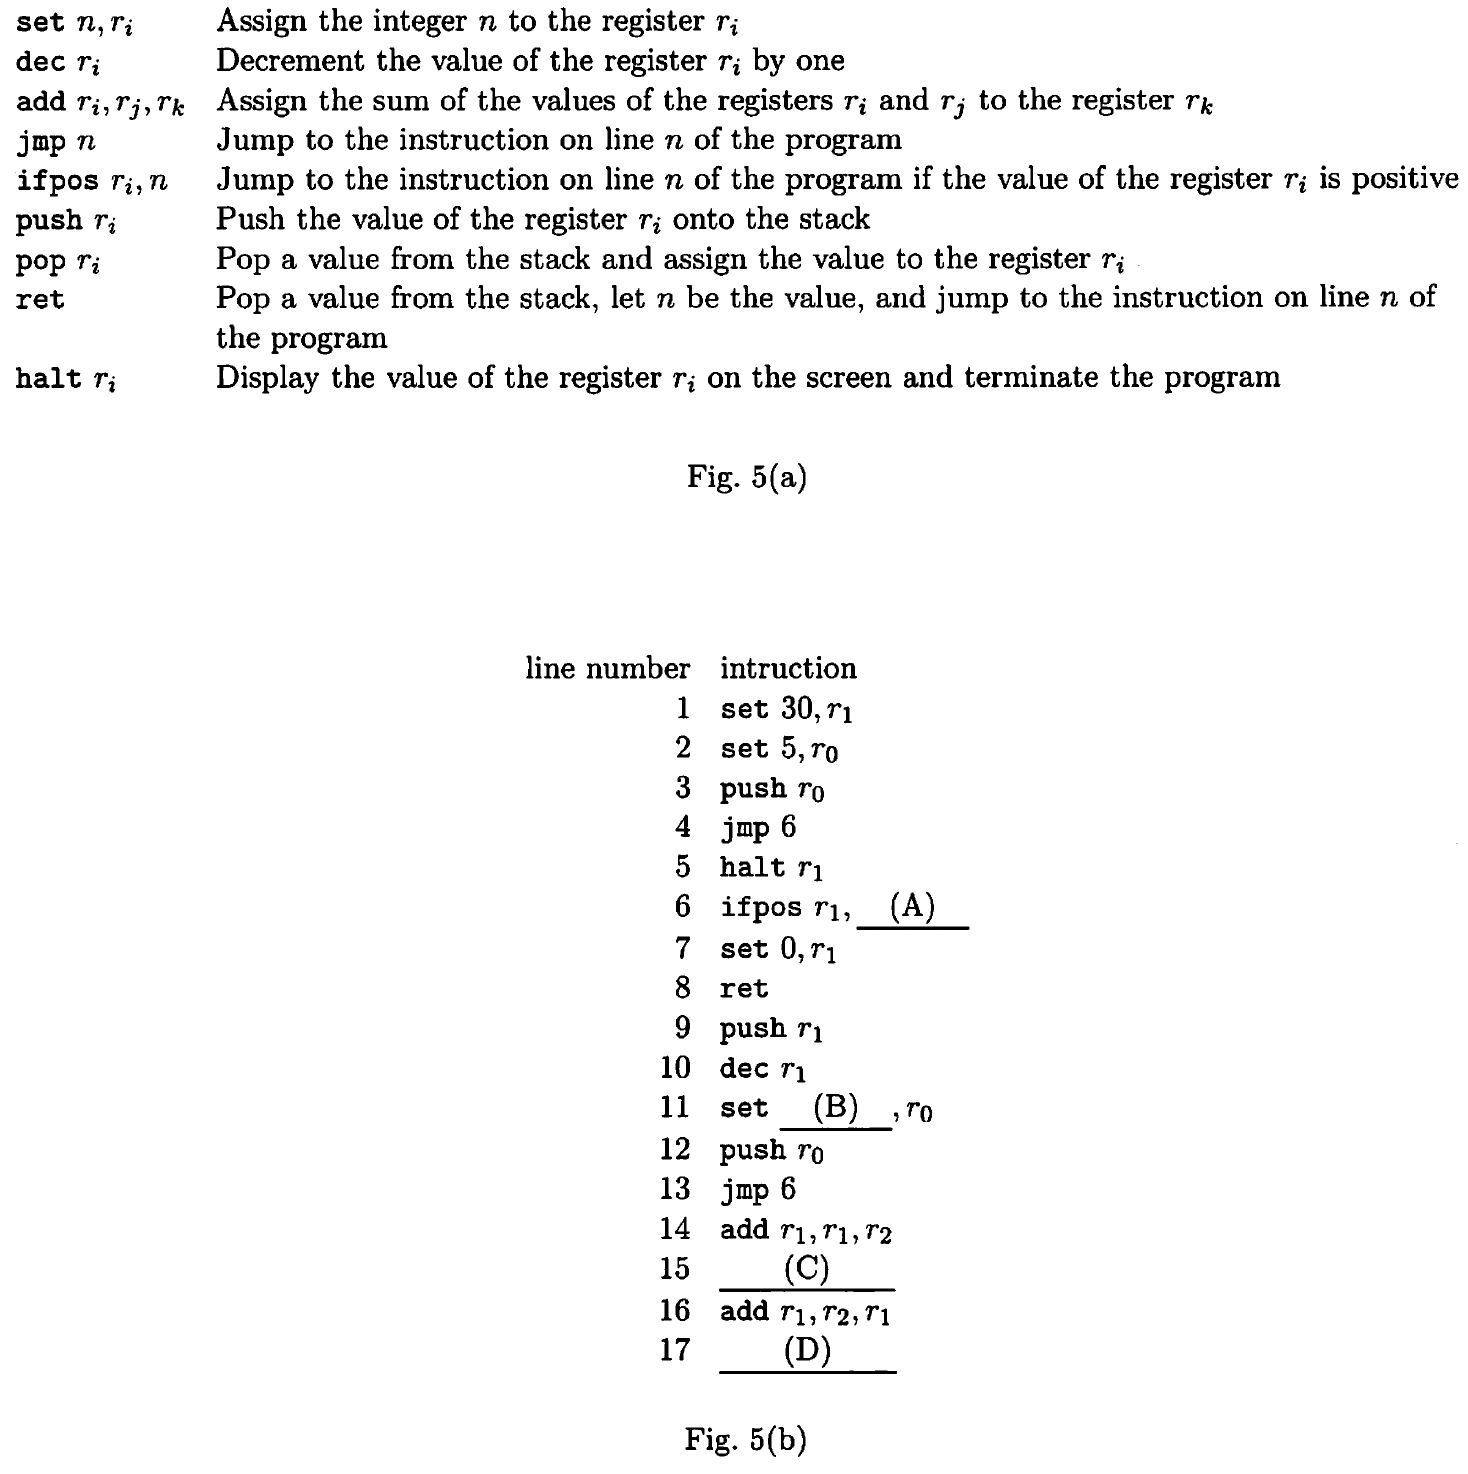 set n, r_i Assign the integer n to the register r_i
dec r_i Decrement the value of the register r_i by one
add r_i, r_j, r_k Assign the sum of the values of the registers r_i and r_j to the register r_k
jmp n Jump to the instruction on line n of the program
ifpos r_i, n Jump to the instruction on line n of the program if the value of the register r_i is positive
push r_i Push the value of the register r_i onto the stack
pop r_i Pop a value from the stack and assign the value to the register r_i
ret Pop a value from the stack, let n be the value, and jump to the instruction on line n of
the program
halt r_i Display the value of the register r_i on the screen and terminate the program
Fig. 5(a)
line number intruction
1 set 30, r_1
2 set 5, r_0
3 push r_0
4 jmp 6
5 halt r_1
6 ifpos r_1, (A)
7 set 0, r_1
8 ret
9 push r_1
10 dec r_1
11 set (B) , r_0
12 push r_0
13 jmp 6
14 add r_1, r_1, r_2
15 (C)
16 add r_1, r_2, r_1
17 (D)
Fig. 5(b)